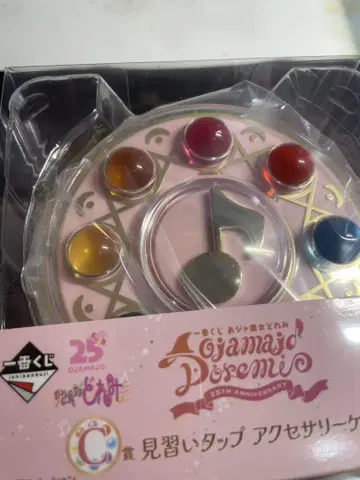 一番くじ
ichibankuji
25
OJAMAJO
おジャ魔女どれみ
一番くじ おジャ魔女どれみ
Ojamajo
Doremi
25TH ANNIVERSARY
C賞 見習いタップ アクセサリーケ